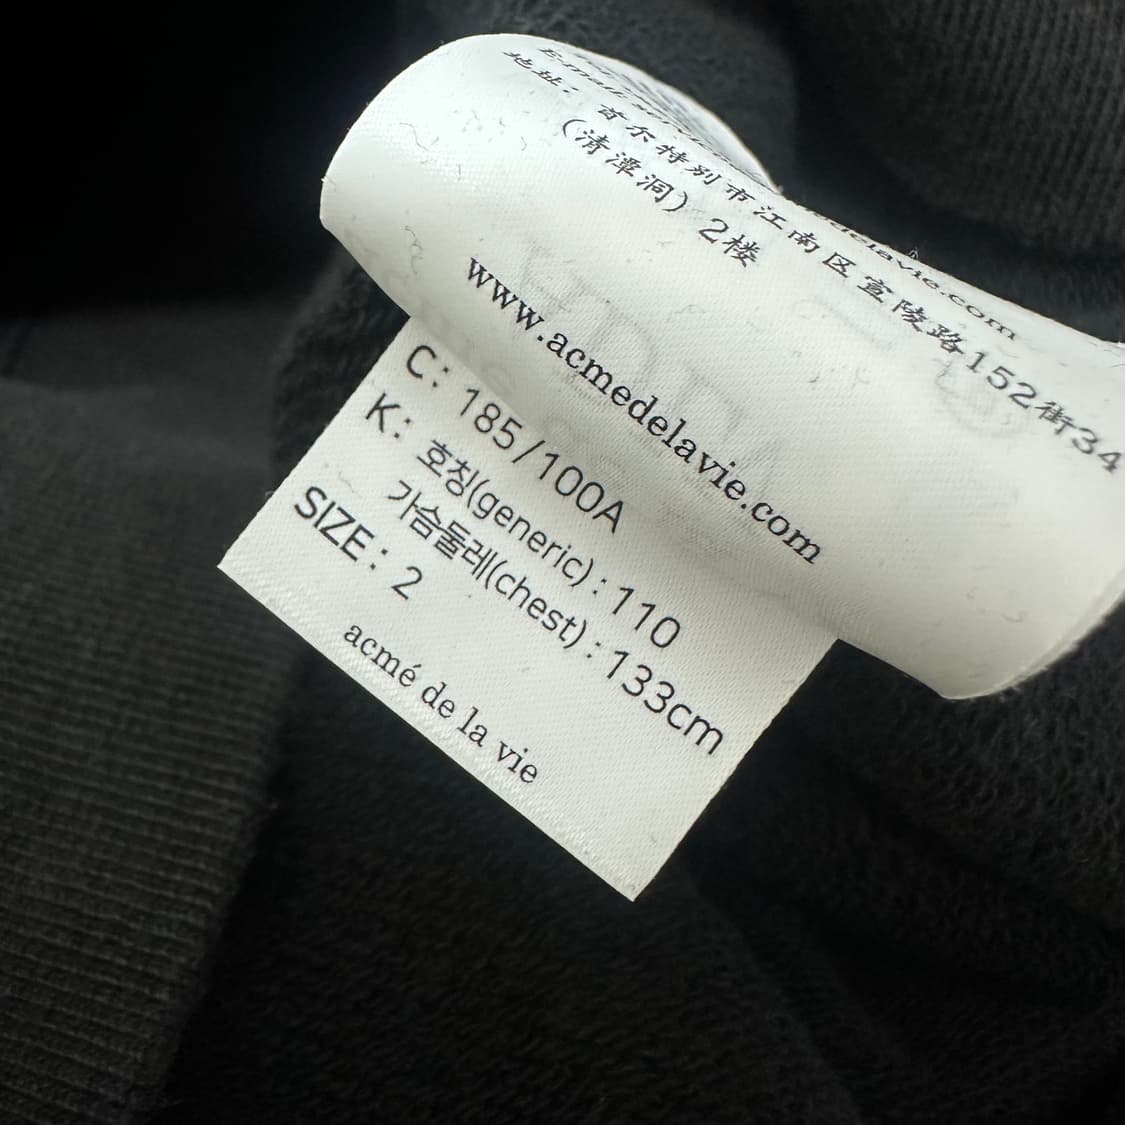 E-mail:
地址: 首尔特别市江南区宣陵路152街34
(清潭洞) 2楼
www.acmedelavie.com
C: 185/100A
K: 호칭(generic) : 110
가슴둘레(chest) : 133cm
SIZE : 2
acmé de la vie